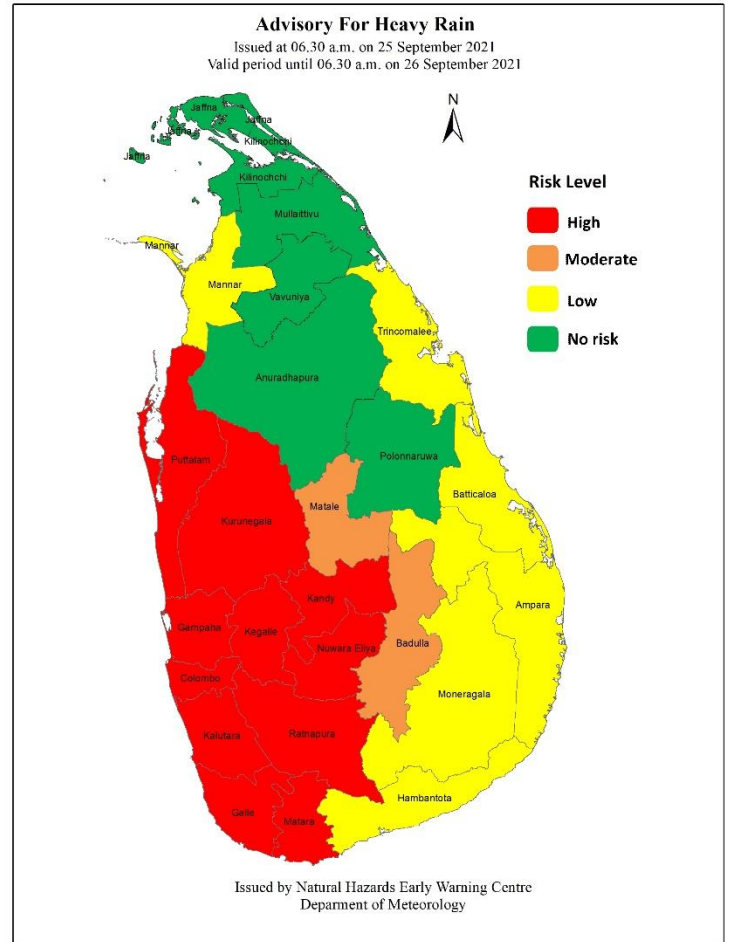 Advisory For Heavy Rain
Issued at 06.30 a.m. on 25 September 2021
Valid period until 06.30 a.m. on 26 September 2021
N
Jaffna
Jaffna
Jaffna
Jaffna
Kilinochchi
Kilinochchi
Mullaittivu
Mannar
Mannar
Vavuniya
Trincomalee
Anuradhapura
Puttalam
Polonnaruwa
Batticaloa
Matale
Kurunegala
Kandy
Ampara
Gampaha
Kegalle
Nuwara Eliya
Badulla
Colombo
Moneragala
Kalutara
Ratnapura
Hambantota
Galle
Matara
Risk Level
High
Moderate
Low
No risk
Issued by Natural Hazards Early Warning Centre
Deparment of Meteorology